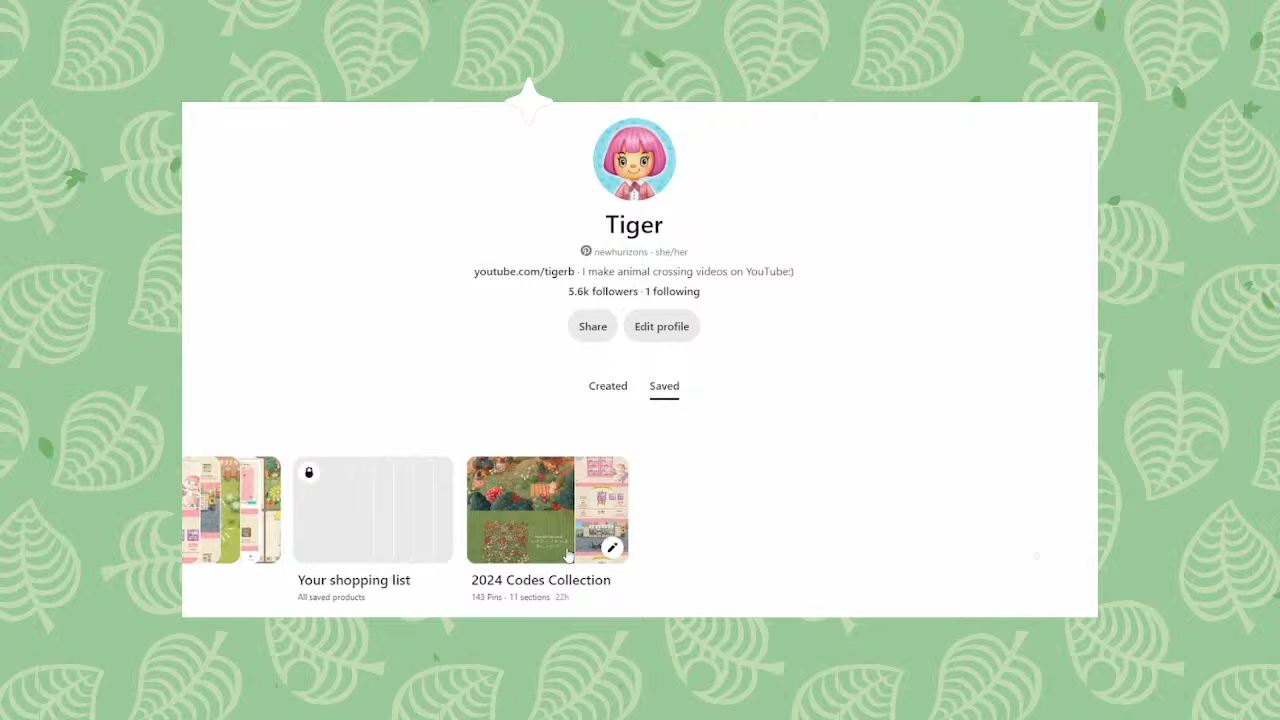 Tiger
newhurizons · she/her
youtube.com/tigerb · I make animal crossing videos on YouTube:)
5.6k followers · 1 following
Share Edit profile
Created Saved
Your shopping list
All saved products
2024 Codes Collection
143 Pins · 11 sections 22h